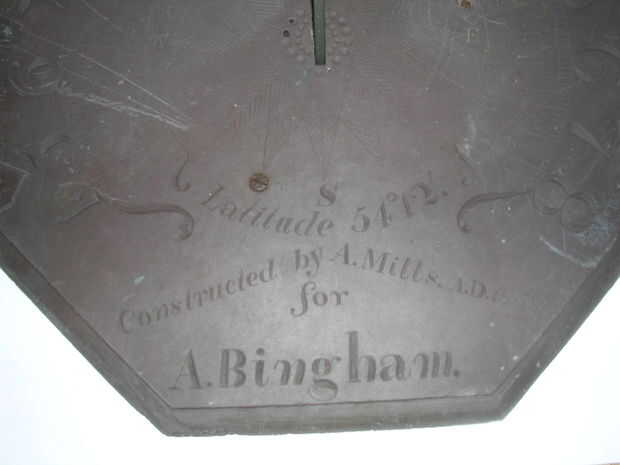 S
Latitude 54°12'.
Constructed by A. Mills, A.D.
for
A. Bingham.